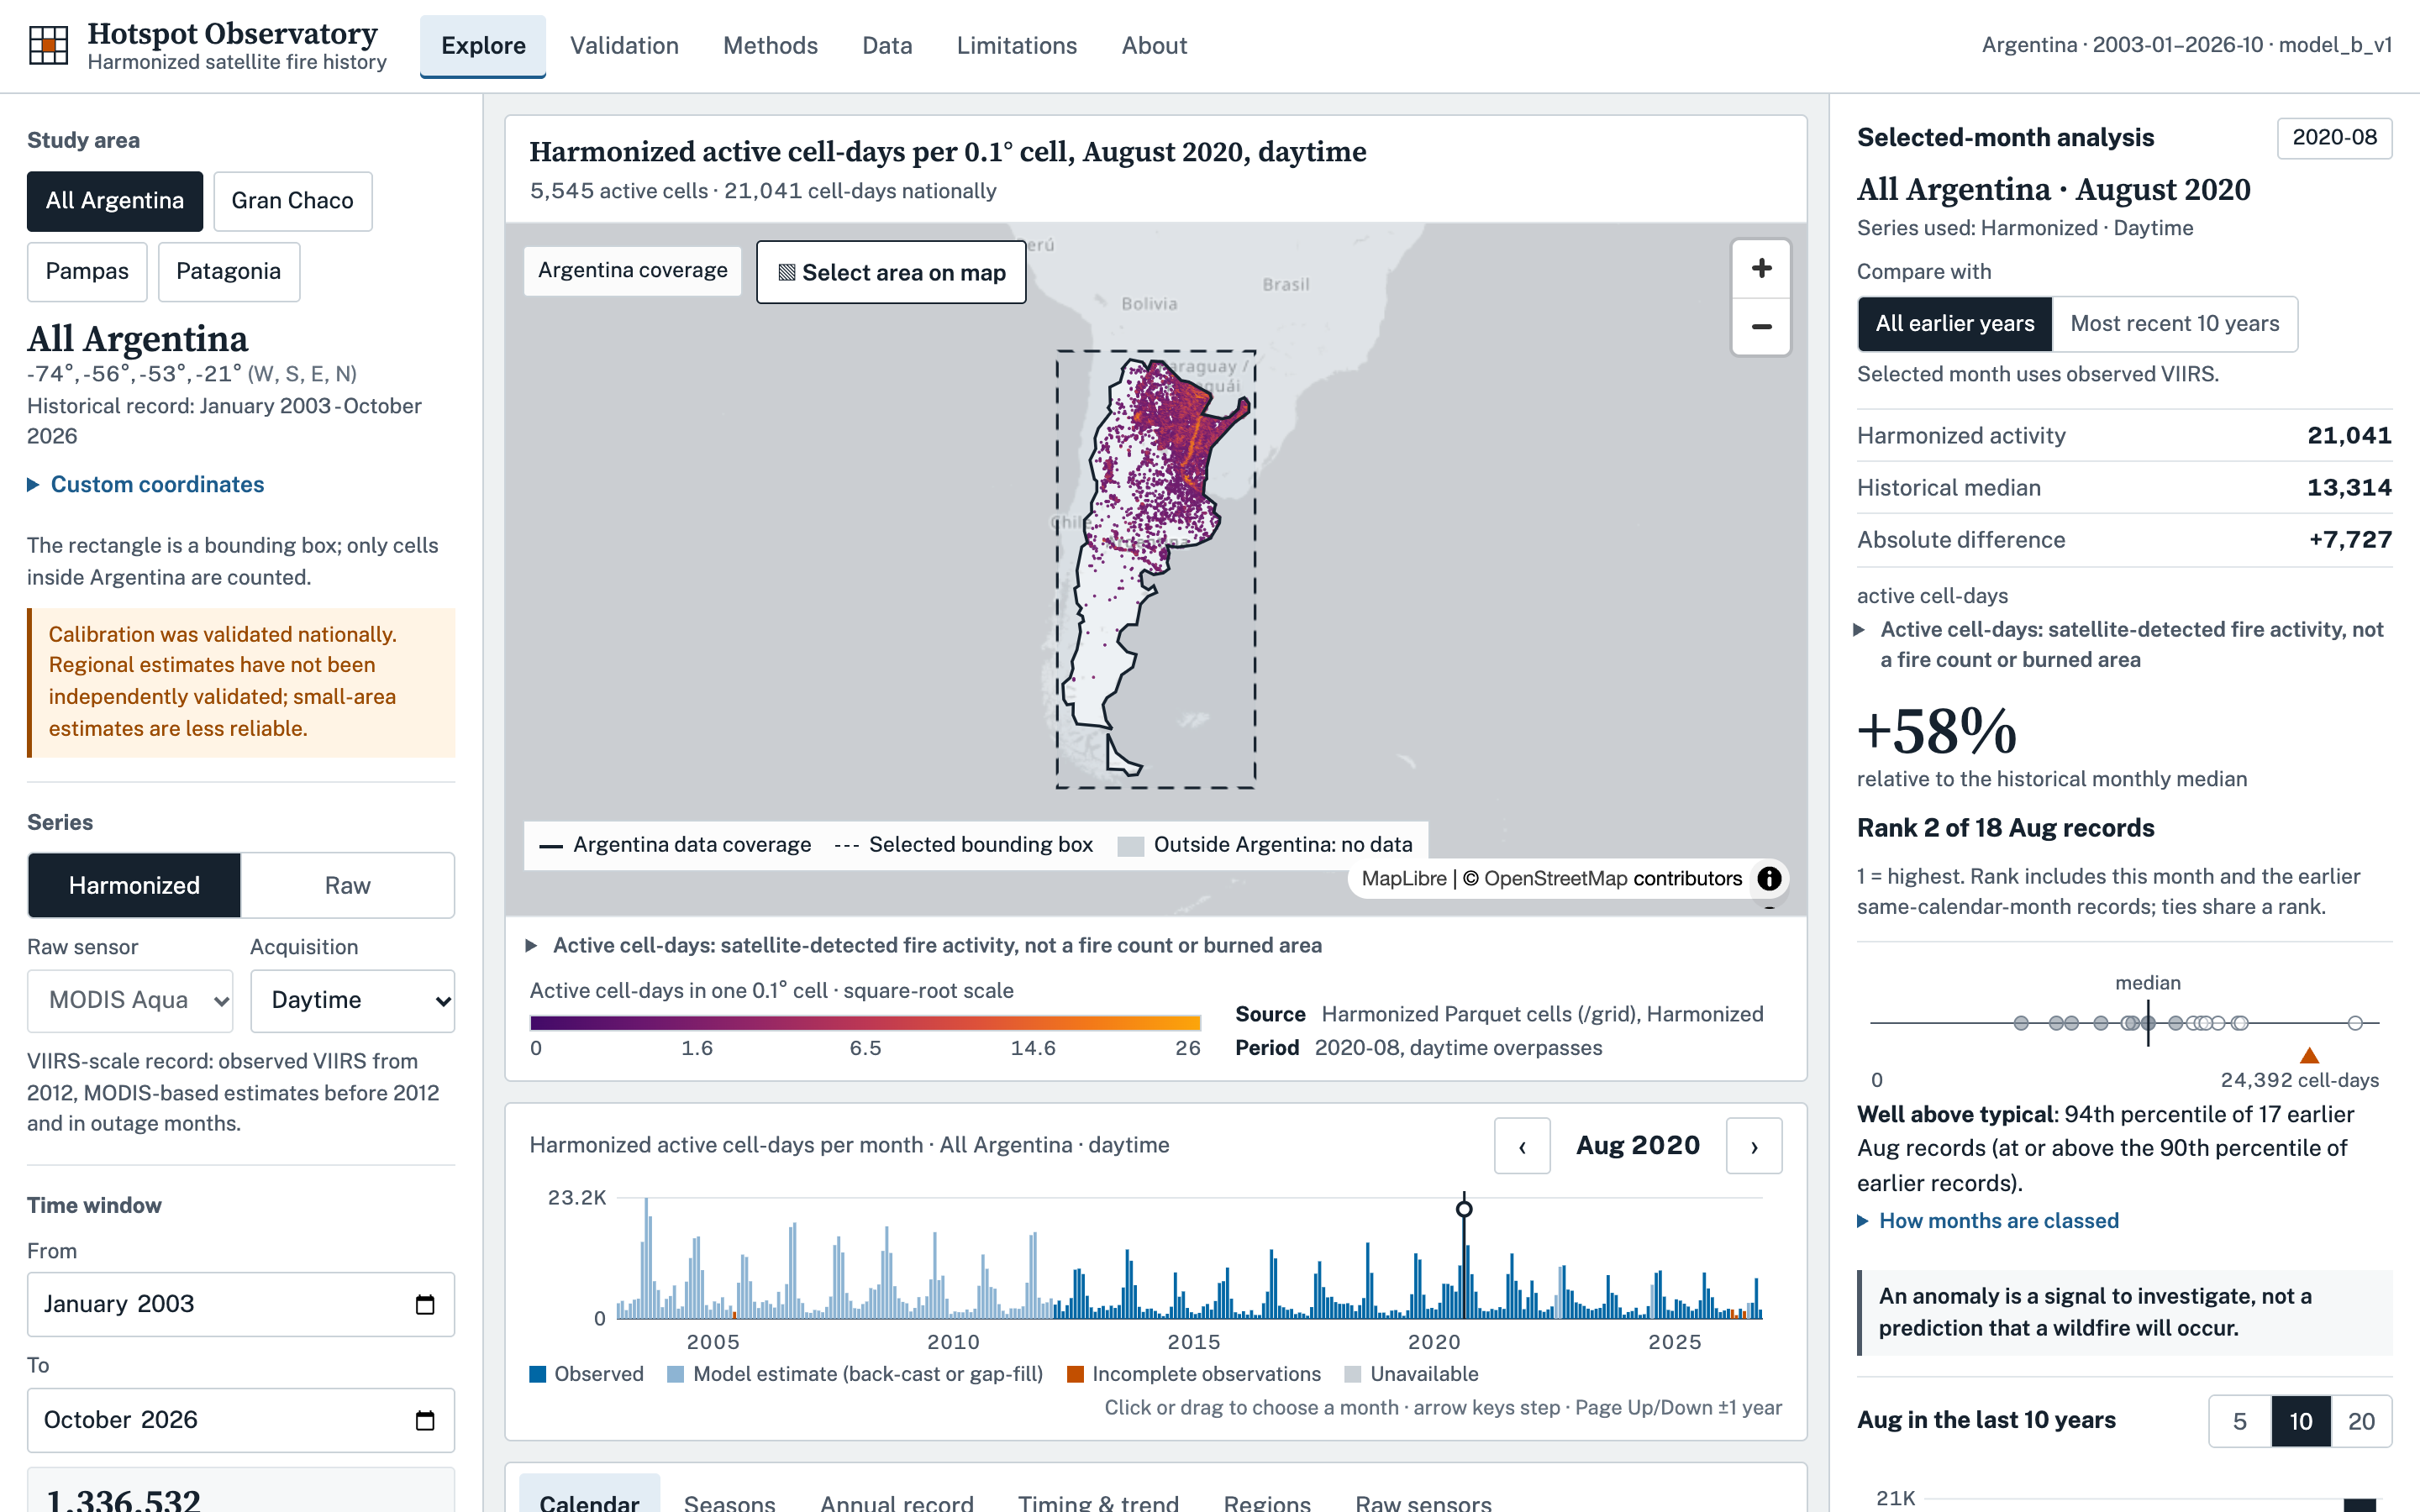 Hotspot Observatory
Harmonized satellite fire history
Explore
Validation
Methods
Data
Limitations
About
Argentina · 2003-01–2026-10 · model_b_v1
Study area
All Argentina
Gran Chaco
Pampas
Patagonia
All Argentina
-74°, -56°, -53°, -21° (W, S, E, N)
Historical record: January 2003 - October
2026
Custom coordinates
The rectangle is a bounding box; only cells
inside Argentina are counted.
Calibration was validated nationally.
Regional estimates have not been
independently validated; small-area
estimates are less reliable.
Series
Harmonized
Raw
Raw sensor
Acquisition
MODIS Aqua
Daytime
VIIRS-scale record: observed VIIRS from
2012, MODIS-based estimates before 2012
and in outage months.
Time window
From
January 2003
To
October 2026
1,336,532
Harmonized active cell-days per 0.1° cell, August 2020, daytime
5,545 active cells · 21,041 cell-days nationally
Argentina coverage
Select area on map
+
−
erú
Brasil
Bolivia
araguay /
guái
Chile
Argentina data coverage
Selected bounding box
Outside Argentina: no data
MapLibre | © OpenStreetMap contributors
Active cell-days: satellite-detected fire activity, not a fire count or burned area
Active cell-days in one 0.1° cell · square-root scale
0 1.6 6.5 14.6 26
Source Harmonized Parquet cells (/grid), Harmonized
Period 2020-08, daytime overpasses
Harmonized active cell-days per month · All Argentina · daytime
‹ Aug 2020 ›
23.2K
0
2005 2010 2015 2020 2025
Observed
Model estimate (back-cast or gap-fill)
Incomplete observations
Unavailable
Click or drag to choose a month · arrow keys step · Page Up/Down ±1 year
Calendar
Seasons
Annual record
Timing & trend
Regions
Raw sensors
Selected-month analysis
2020-08
All Argentina · August 2020
Series used: Harmonized · Daytime
Compare with
All earlier years
Most recent 10 years
Selected month uses observed VIIRS.
Harmonized activity 21,041
Historical median 13,314
Absolute difference +7,727
active cell-days
Active cell-days: satellite-detected fire activity, not
a fire count or burned area
+58%
relative to the historical monthly median
Rank 2 of 18 Aug records
1 = highest. Rank includes this month and the earlier
same-calendar-month records; ties share a rank.
median
0
24,392 cell-days
Well above typical: 94th percentile of 17 earlier
Aug records (at or above the 90th percentile of
earlier records).
How months are classed
An anomaly is a signal to investigate, not a
prediction that a wildfire will occur.
Aug in the last 10 years
5 10 20
21K